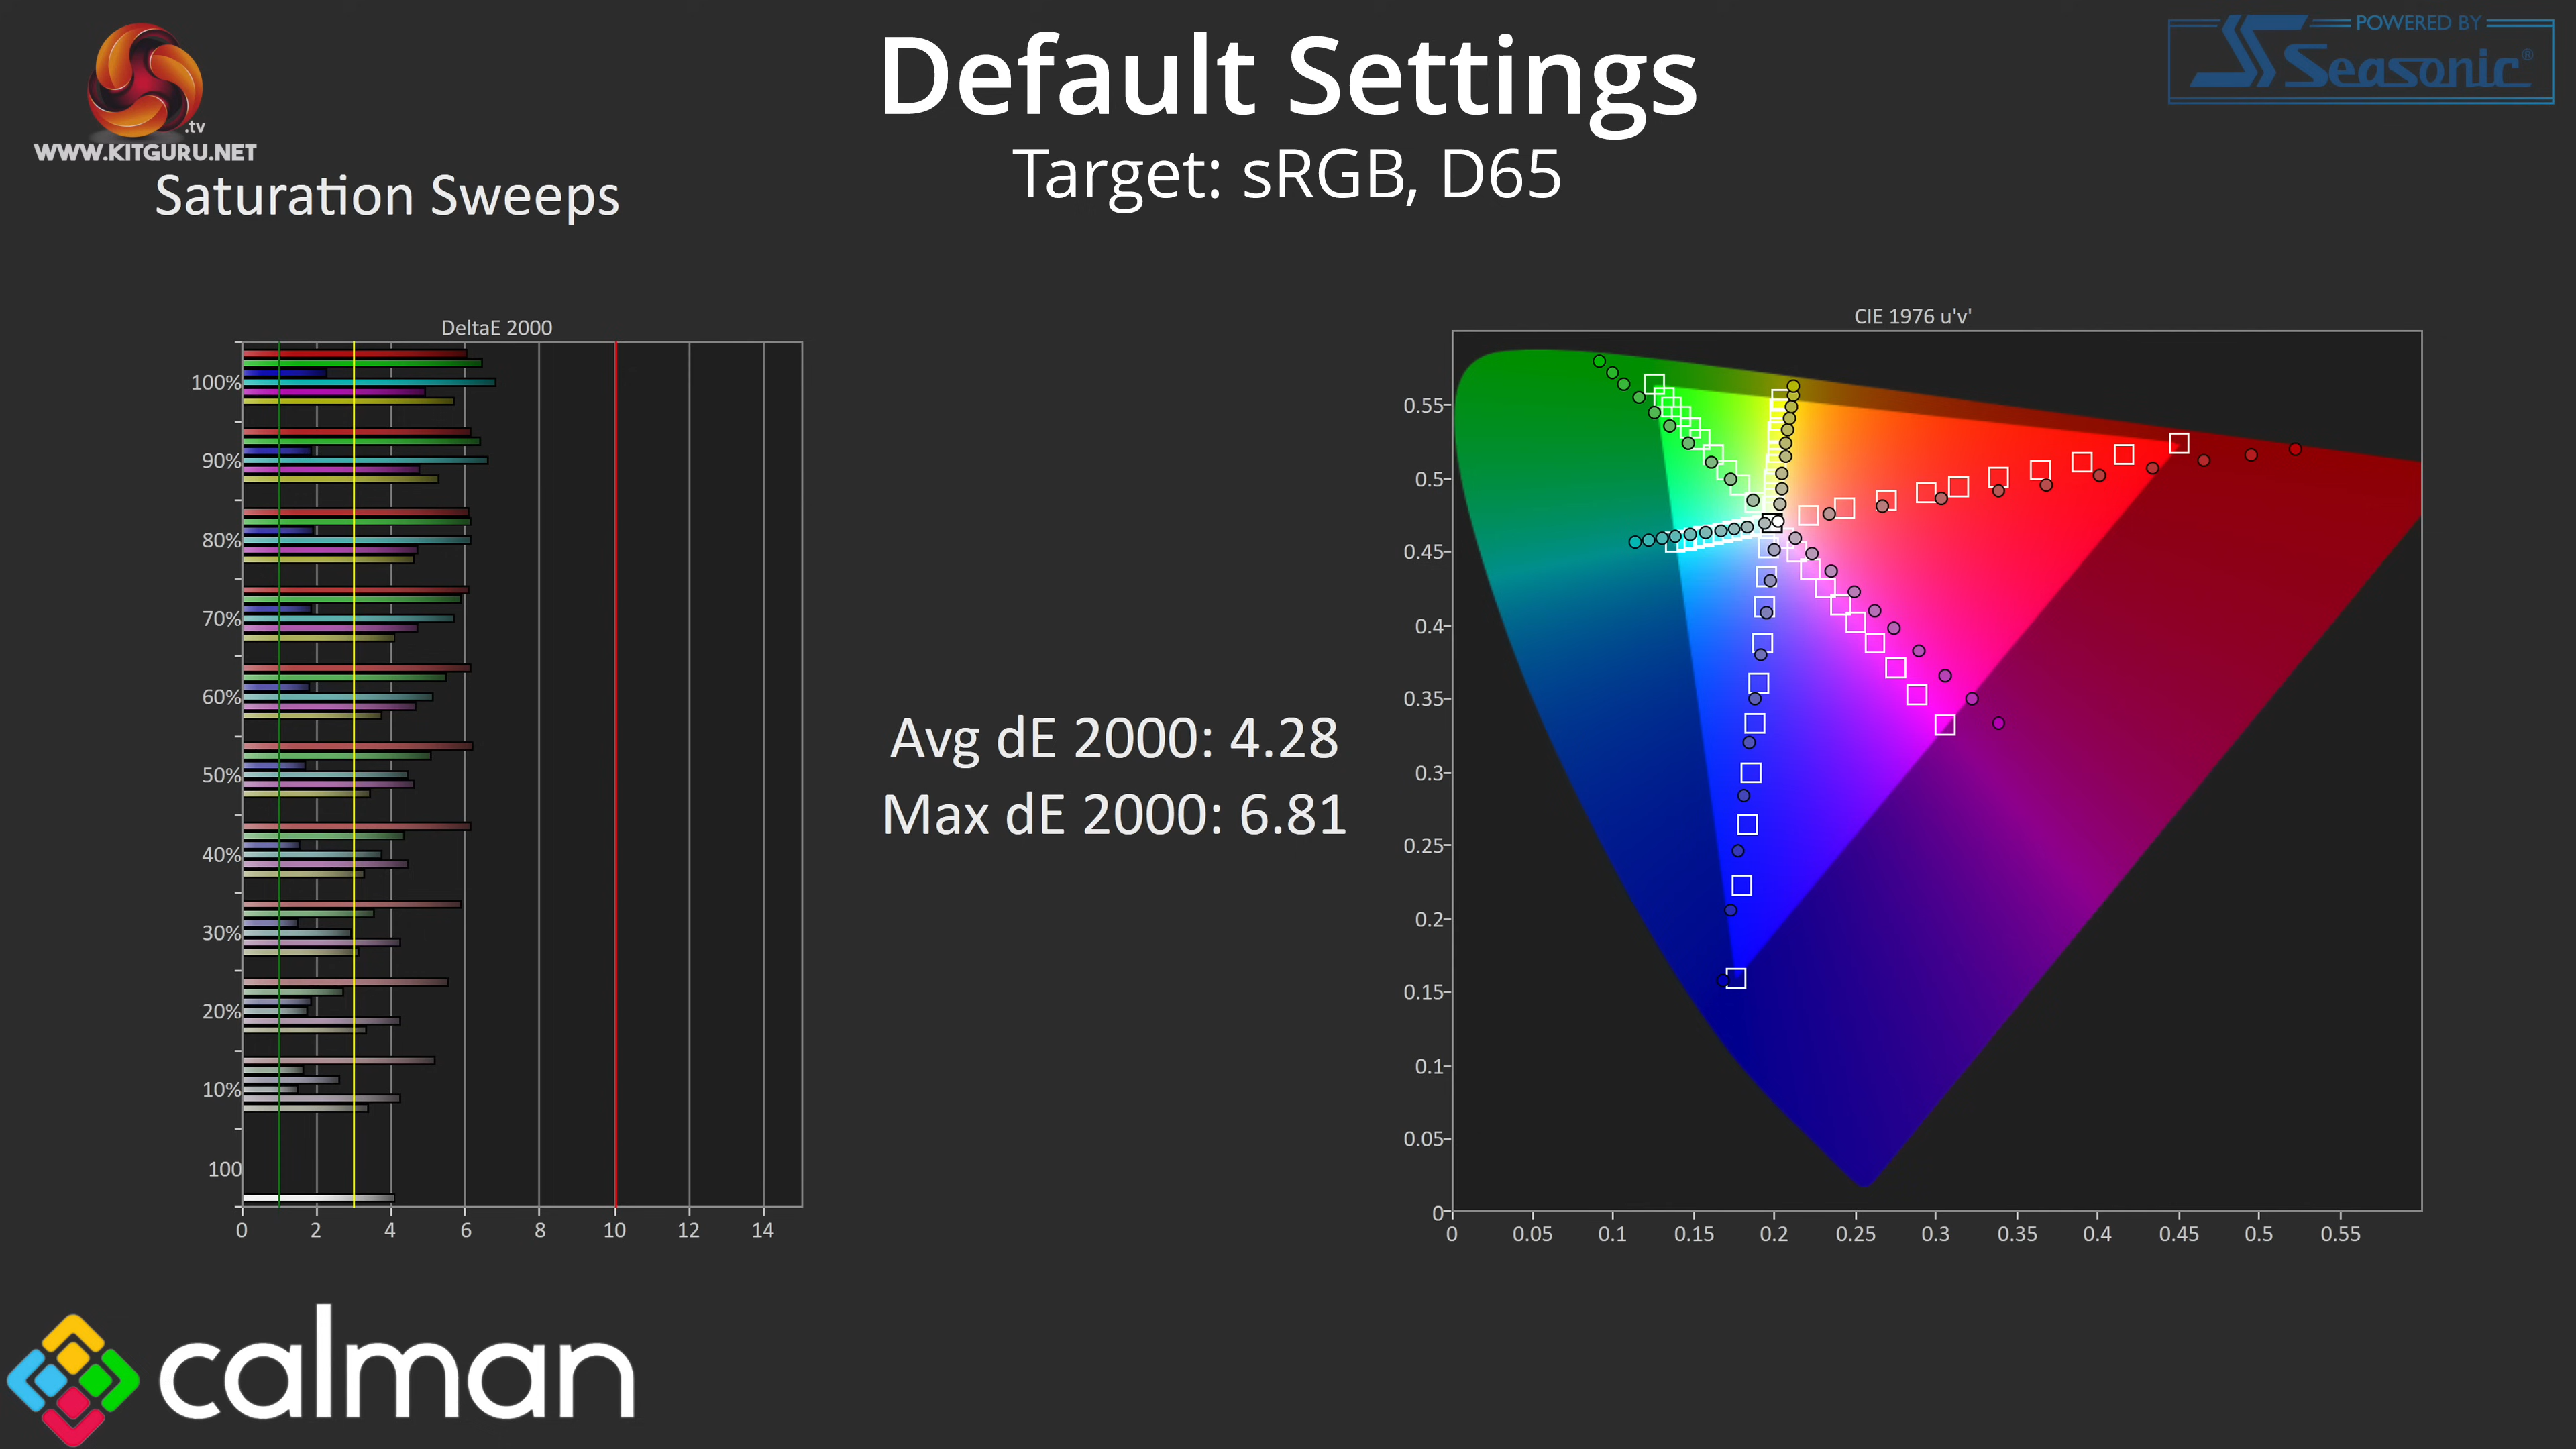 .tv
WWW.KITGURU.NET
Default Settings
Target: sRGB, D65
POWERED BY
Seasonic®
Saturation Sweeps
DeltaE 2000
100%
90%
80%
70%
60%
50%
40%
30%
20%
10%
100
0 2 4 6 8 10 12 14
Avg dE 2000: 4.28
Max dE 2000: 6.81
CIE 1976 u'v'
0.55
0.5
0.45
0.4
0.35
0.3
0.25
0.2
0.15
0.1
0.05
0
0 0.05 0.1 0.15 0.2 0.25 0.3 0.35 0.4 0.45 0.5 0.55
calman